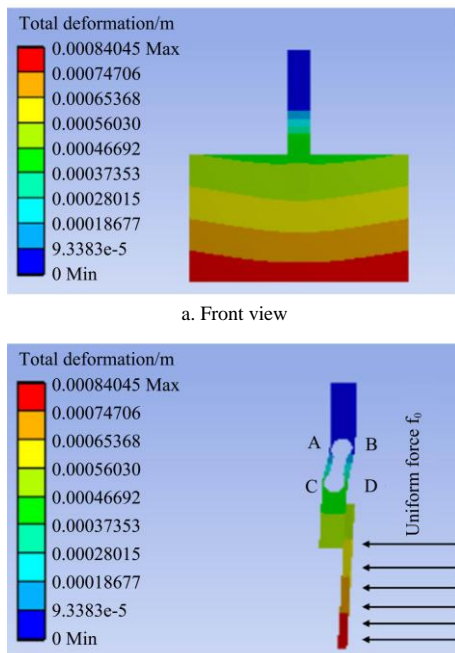 Total deformation/m
0.00084045 Max
0.00074706
0.00065368
0.00056030
0.00046692
0.00037353
0.00028015
0.00018677
9.3383e-5
0 Min
a. Front view
Total deformation/m
0.00084045 Max
0.00074706
0.00065368
0.00056030
0.00046692
0.00037353
0.00028015
0.00018677
9.3383e-5
0 Min
A B
C D
Uniform force f₀